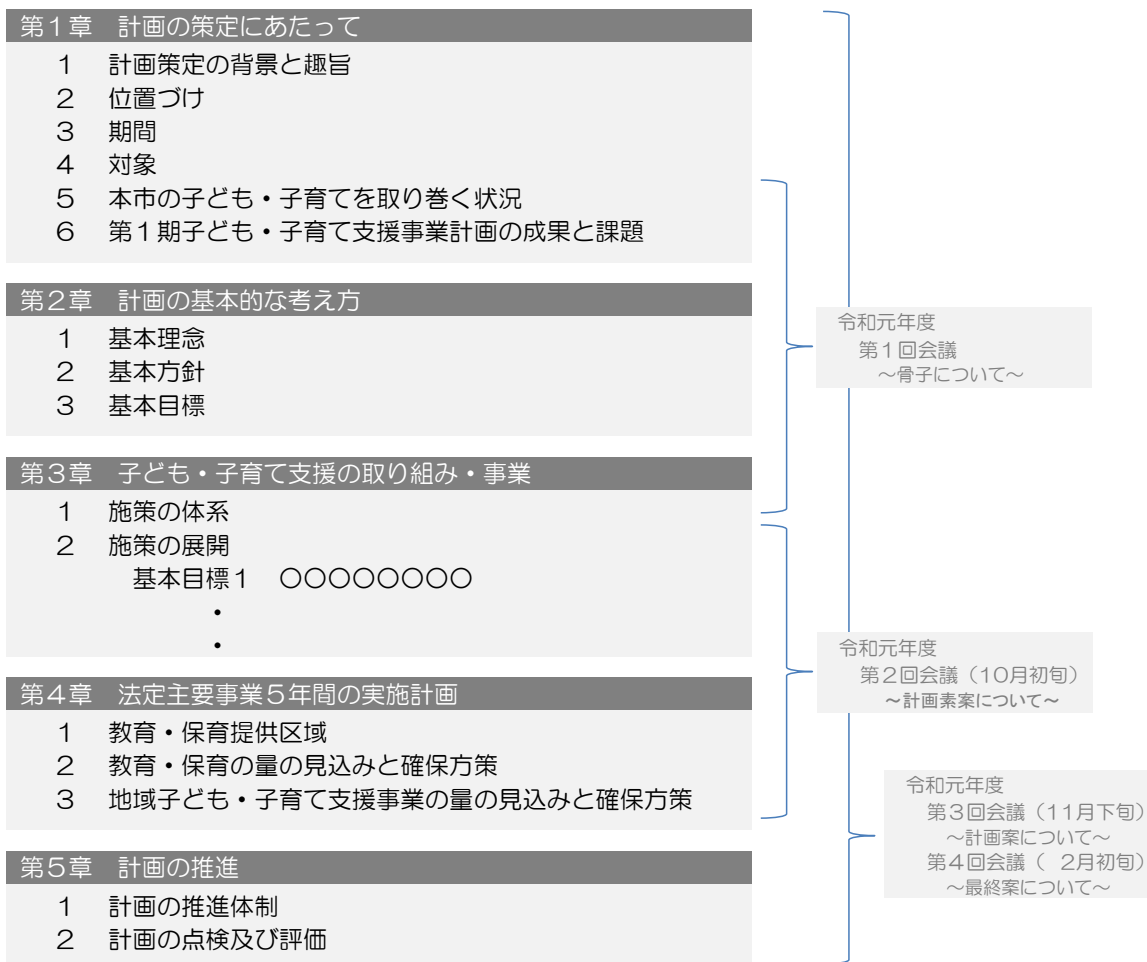 第１章　計画の策定にあたって
１　計画策定の背景と趣旨
２　位置づけ
３　期間
４　対象
５　本市の子ども・子育てを取り巻く状況
６　第１期子ども・子育て支援事業計画の成果と課題
第２章　計画の基本的な考え方
１　基本理念
２　基本方針
３　基本目標
令和元年度
第１回会議
～骨子について～
第３章　子ども・子育て支援の取り組み・事業
１　施策の体系
２　施策の展開
基本目標１　○○○○○○○○
・
・
令和元年度
第２回会議（10月初旬）
～計画素案について～
第４章　法定主要事業５年間の実施計画
１　教育・保育提供区域
２　教育・保育の量の見込みと確保方策
３　地域子ども・子育て支援事業の量の見込みと確保方策
令和元年度
第３回会議（11月下旬）
～計画案について～
第４回会議（ 2月初旬）
～最終案について～
第５章　計画の推進
１　計画の推進体制
２　計画の点検及び評価